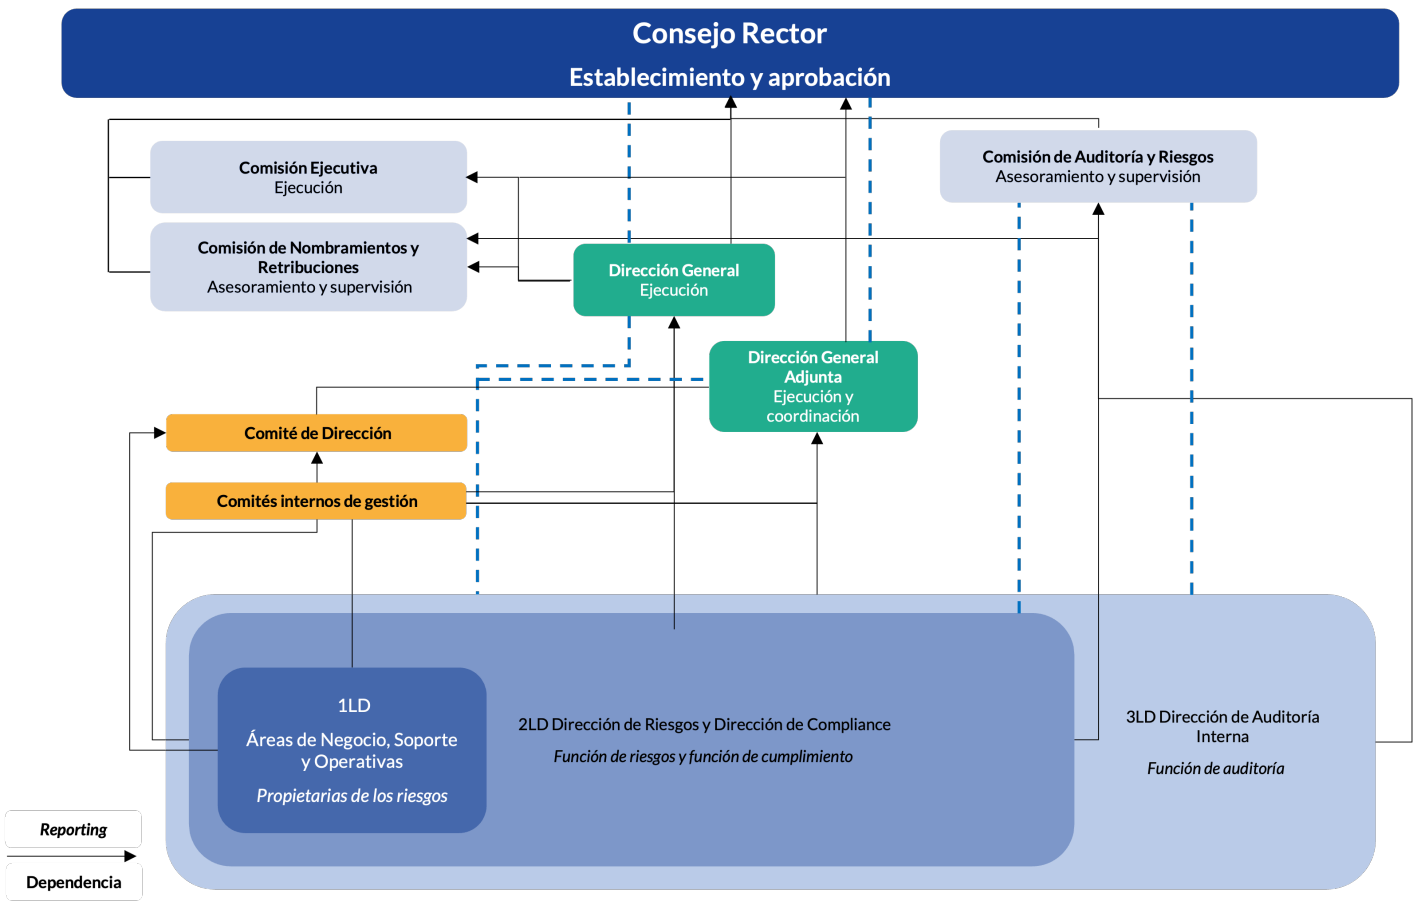 Consejo Rector
Establecimiento y aprobación
Comisión Ejecutiva
Ejecución
Comisión de Auditoría y Riesgos
Asesoramiento y supervisión
Comisión de Nombramientos y
Retribuciones
Asesoramiento y supervisión
Dirección General
Ejecución
Dirección General
Adjunta
Ejecución y
coordinación
Comité de Dirección
Comités internos de gestión
1LD
Áreas de Negocio, Soporte
y Operativas
Propietarias de los riesgos
2LD Dirección de Riesgos y Dirección de Compliance
Función de riesgos y función de cumplimiento
3LD Dirección de Auditoría
Interna
Función de auditoría
Reporting
Dependencia